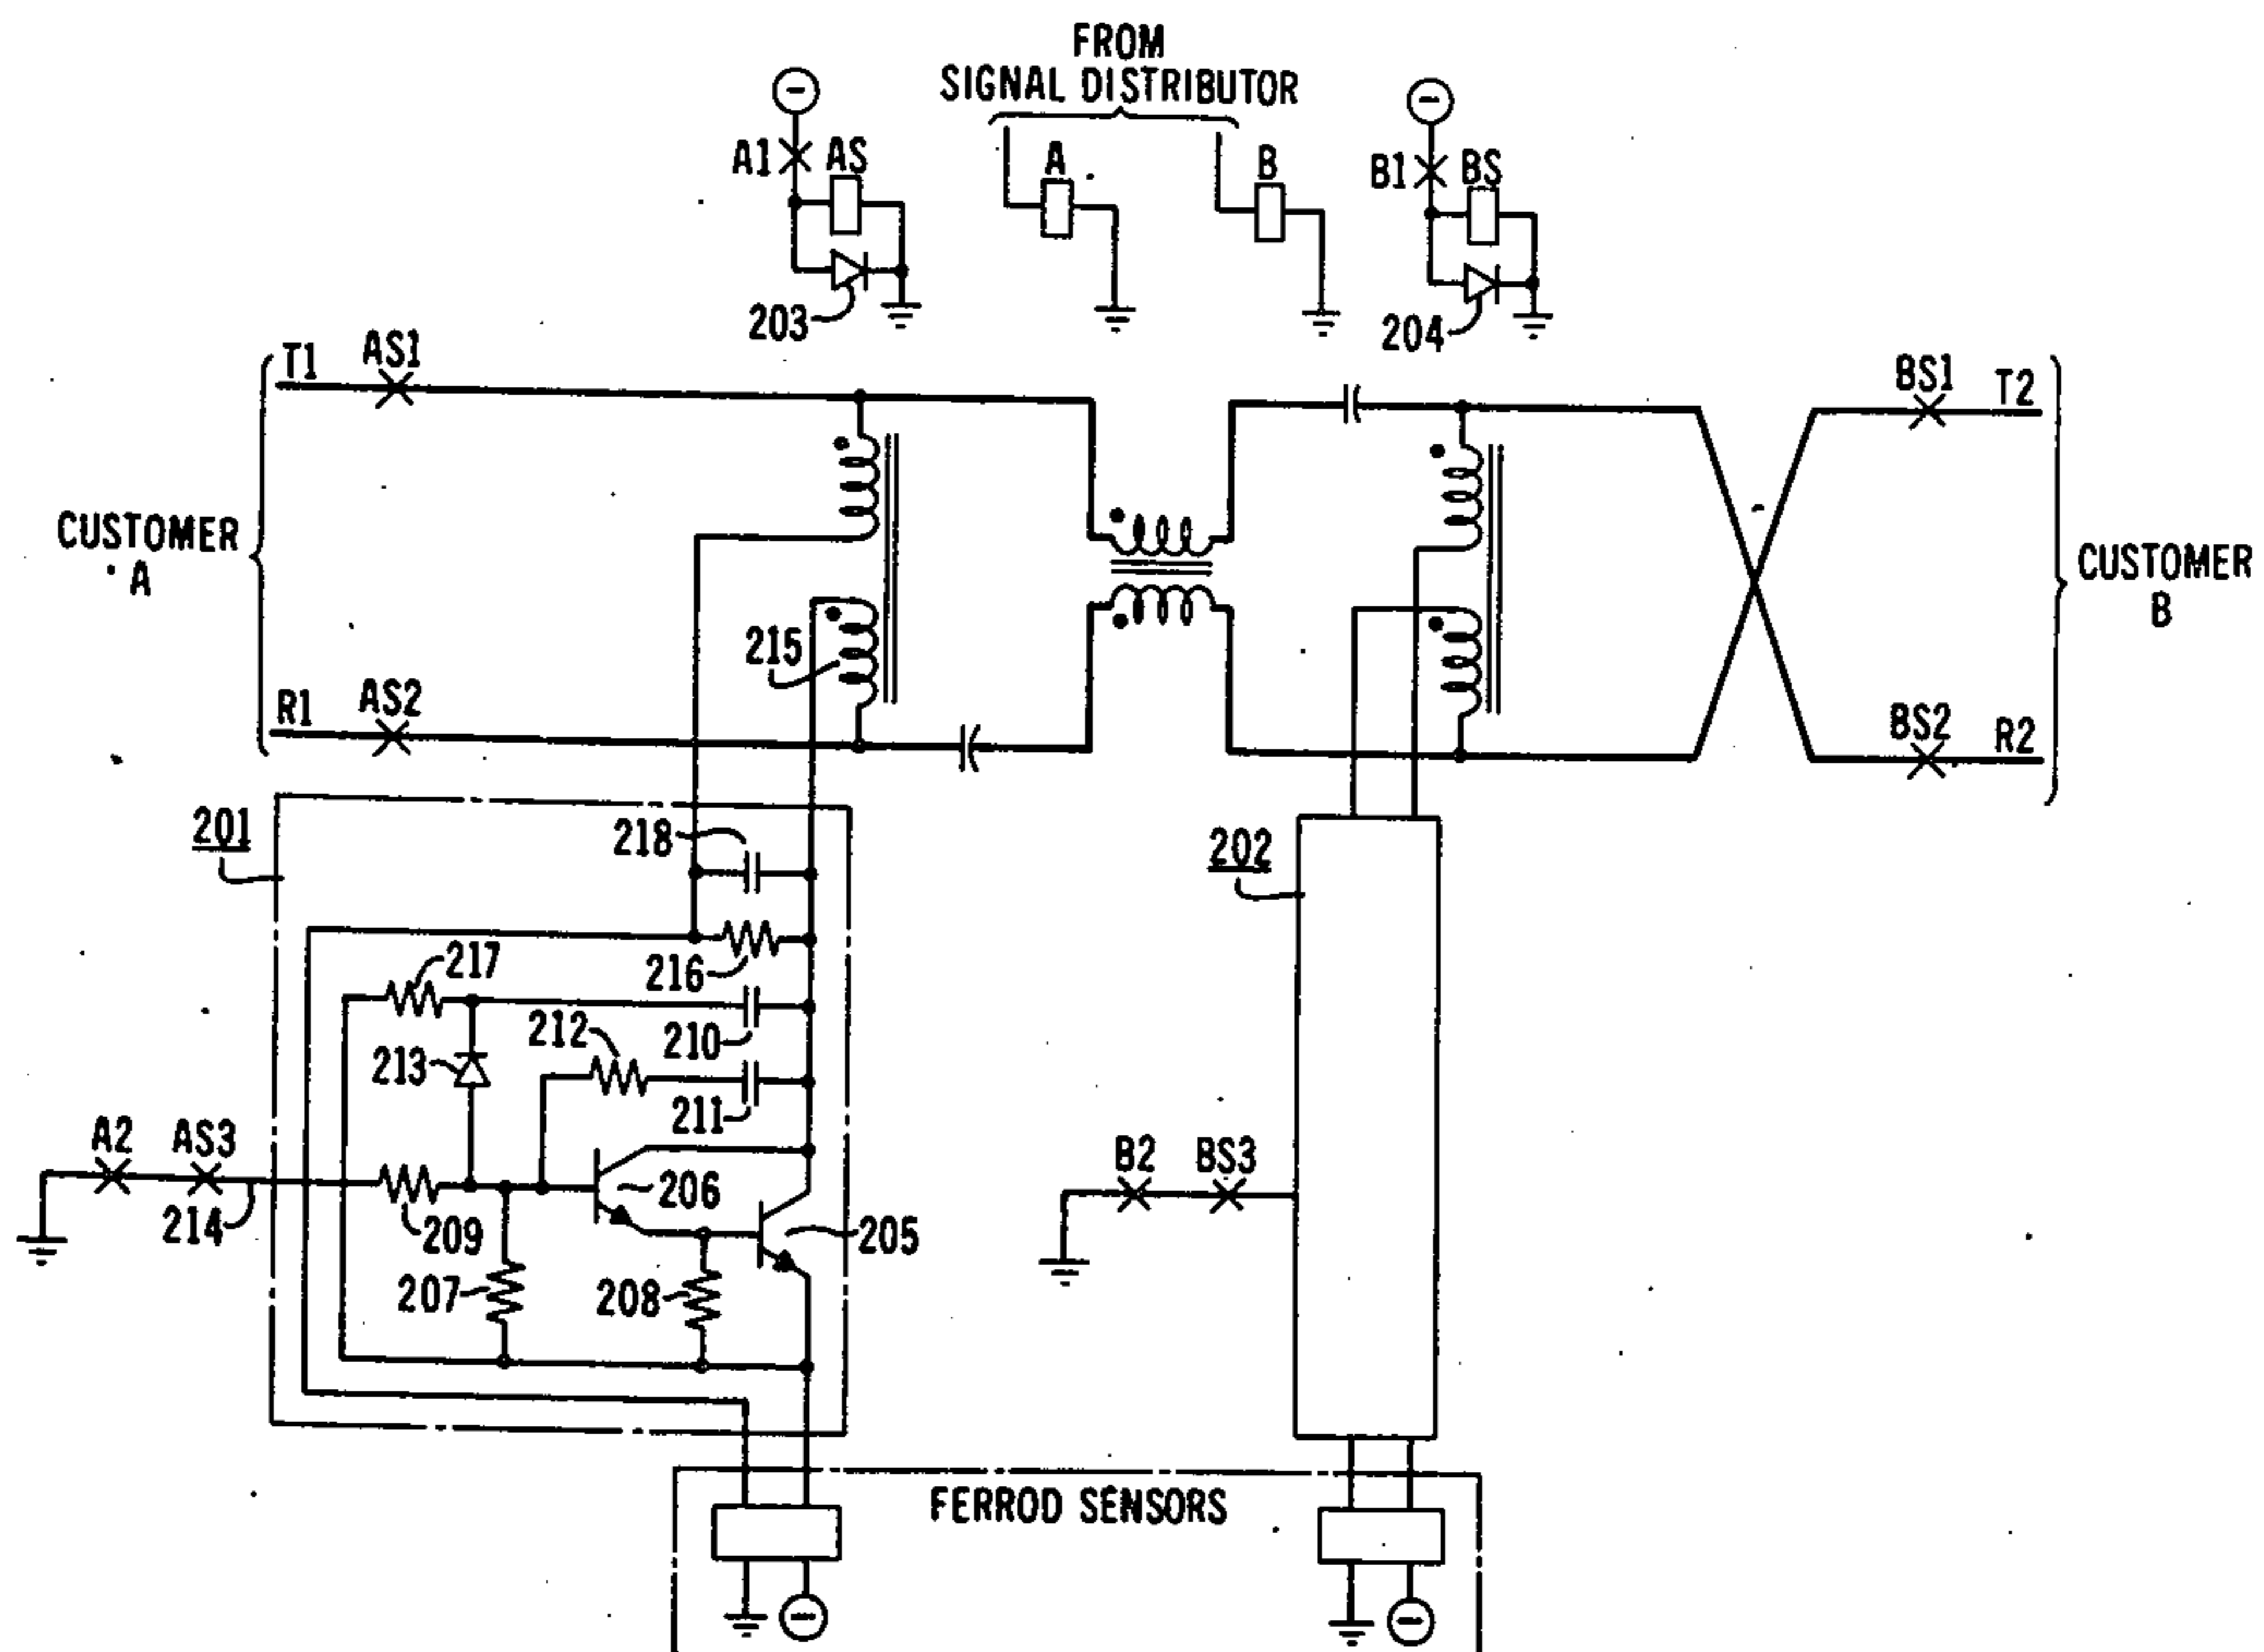 FROM
SIGNAL DISTRIBUTOR
A1
AS
A
B
B1
BS
203
204
T1
AS1
BS1
T2
CUSTOMER
A
215
CUSTOMER
B
R1
AS2
BS2
R2
201
218
202
217
216
212
210
213
211
A2
AS3
B2
BS3
206
214
209
205
207
208
FERROD SENSORS